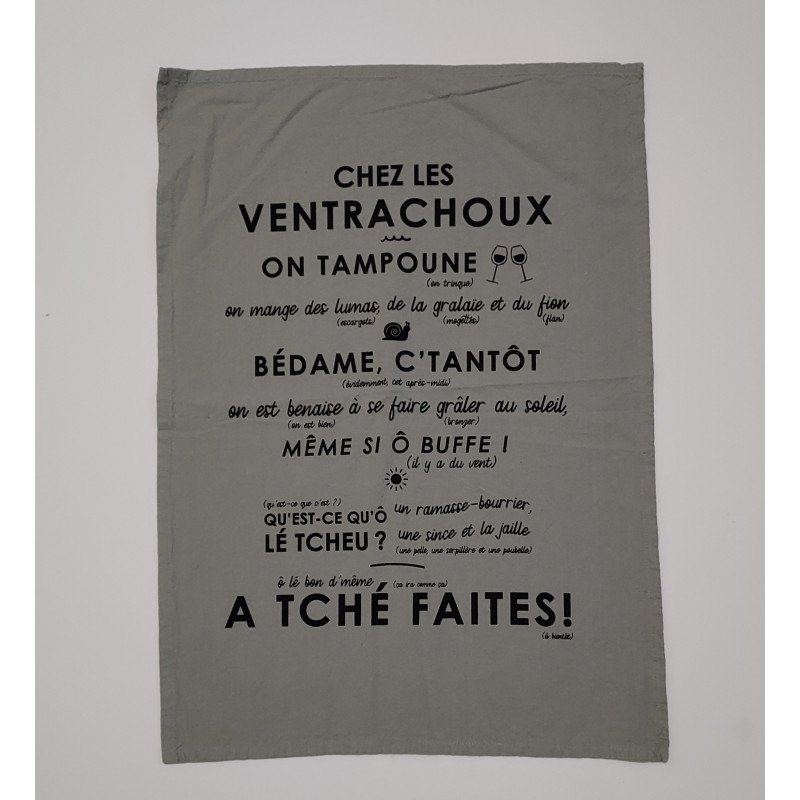 CHEZ LES
VENTRACHOUX
ON TAMPOUNE
(on trinque)
on mange des lumas, de la gralaïe et du fion
(escargots) (mogettes) (flan)
BÉDAME, C'TANTÔT
(évidemment, cet après-midi)
on est benaise à se faire grâler au soleil,
(on est bien) (bronzer)
MÊME SI Ô BUFFE !
(il y a du vent)
(qu'est-ce que c'est ?)
QU'EST-CE QU'Ô
LÉ TCHEU ?
un ramasse-bourrier,
une since et la jaille
(une pelle, une serpillère et une poubelle)
ô lé bon d'même (ça ira comme ça)
A TCHÉ FAITES!
(à bientôt)